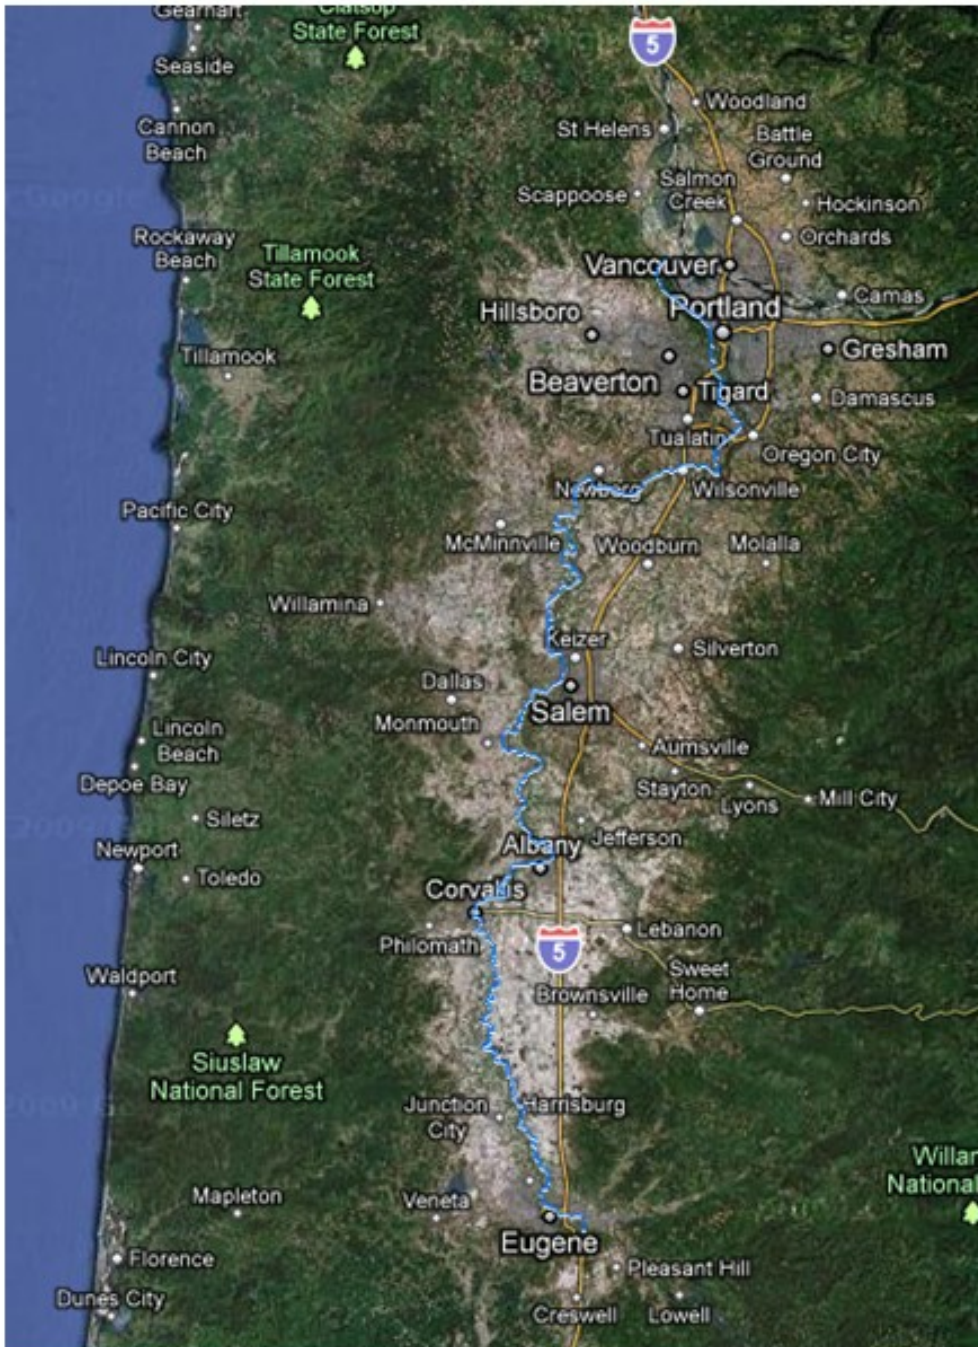 Gearhart
Clatsop
State Forest
5
Seaside
Woodland
Cannon
Beach
St Helens
Battle
Ground
Scappoose
Salmon
Creek
Hockinson
Rockaway
Beach
Orchards
Tillamook
State Forest
Vancouver
Camas
Hillsboro
Portland
Tillamook
Gresham
Beaverton
Tigard
Damascus
Tualatin
Oregon City
Newberg
Wilsonville
Pacific City
McMinnville
Woodburn
Molalla
Willamina
Keizer
Silverton
Lincoln City
Dallas
Salem
Monmouth
Lincoln
Beach
Aumsville
Depoe Bay
Stayton
Lyons
Mill City
Siletz
Jefferson
Albany
Newport
Toledo
Corvallis
Philomath
Lebanon
5
Waldport
Sweet
Home
Brownsville
Siuslaw
National Forest
Junction
City
Harrisburg
Willam
National
Mapleton
Veneta
Eugene
Florence
Pleasant Hill
Dunes City
Creswell
Lowell